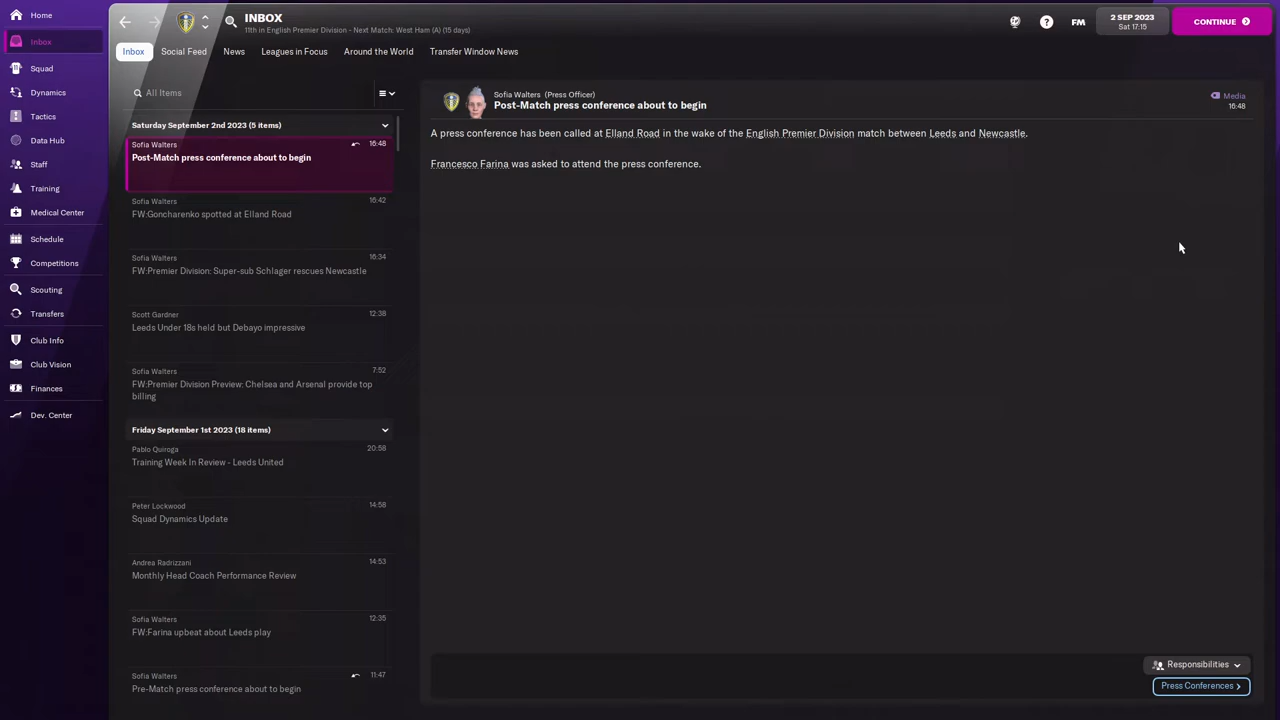 Home
Inbox
Squad
Dynamics
Tactics
Data Hub
Staff
Training
Medical Center
Schedule
Competitions
Scouting
Transfers
Club Info
Club Vision
Finances
Dev. Center
INBOX
11th in English Premier Division - Next Match: West Ham (A) (15 days)
FM
2 SEP 2023
Sat 17:15
CONTINUE
Inbox
Social Feed
News
Leagues in Focus
Around the World
Transfer Window News
All Items
Saturday September 2nd 2023 (5 items)
Sofia Walters 16:48
Post-Match press conference about to begin
Sofia Walters 16:42
FW:Goncharenko spotted at Elland Road
Sofia Walters 16:34
FW:Premier Division: Super-sub Schlager rescues Newcastle
Scott Gardner 12:38
Leeds Under 18s held but Debayo impressive
Sofia Walters 7:52
FW:Premier Division Preview: Chelsea and Arsenal provide top
billing
Friday September 1st 2023 (18 items)
Pablo Quiroga 20:58
Training Week In Review - Leeds United
Peter Lockwood 14:58
Squad Dynamics Update
Andrea Radrizzani 14:53
Monthly Head Coach Performance Review
Sofia Walters 12:35
FW:Farina upbeat about Leeds play
Sofia Walters 11:47
Pre-Match press conference about to begin
Sofia Walters (Press Officer)
Post-Match press conference about to begin
Media
16:48
A press conference has been called at Elland Road in the wake of the English Premier Division match between Leeds and Newcastle.
Francesco Farina was asked to attend the press conference.
Responsibilities
Press Conferences